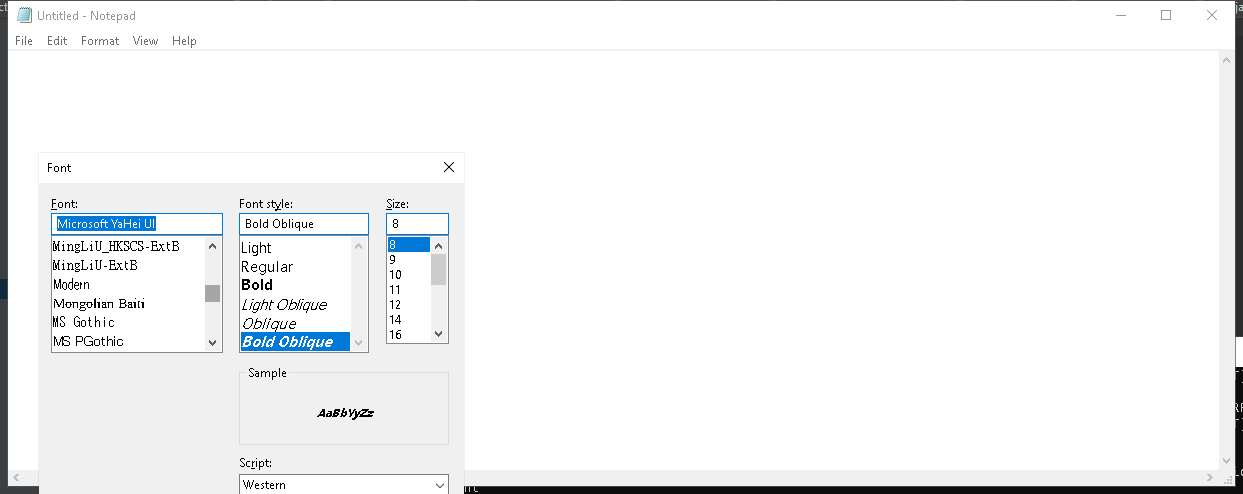 Untitled - Notepad
File Edit Format View Help
Font
Font: Font style: Size:
Microsoft YaHei UI Bold Oblique 8
MingLiU_HKSCS-ExtB Light 8
MingLiU-ExtB Regular 9
Modern Bold 10
Mongolian Baiti Light Oblique 11
MS Gothic Oblique 12
MS PGothic Bold Oblique 14
16
Sample
AaBbYyZz
Script:
Western